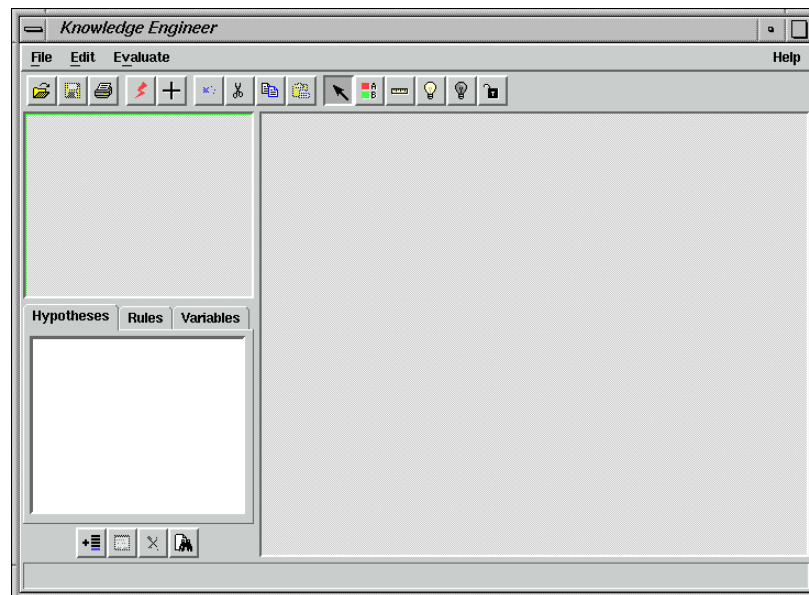 Knowledge Engineer
File Edit Evaluate Help
A
B
Hypotheses Rules Variables